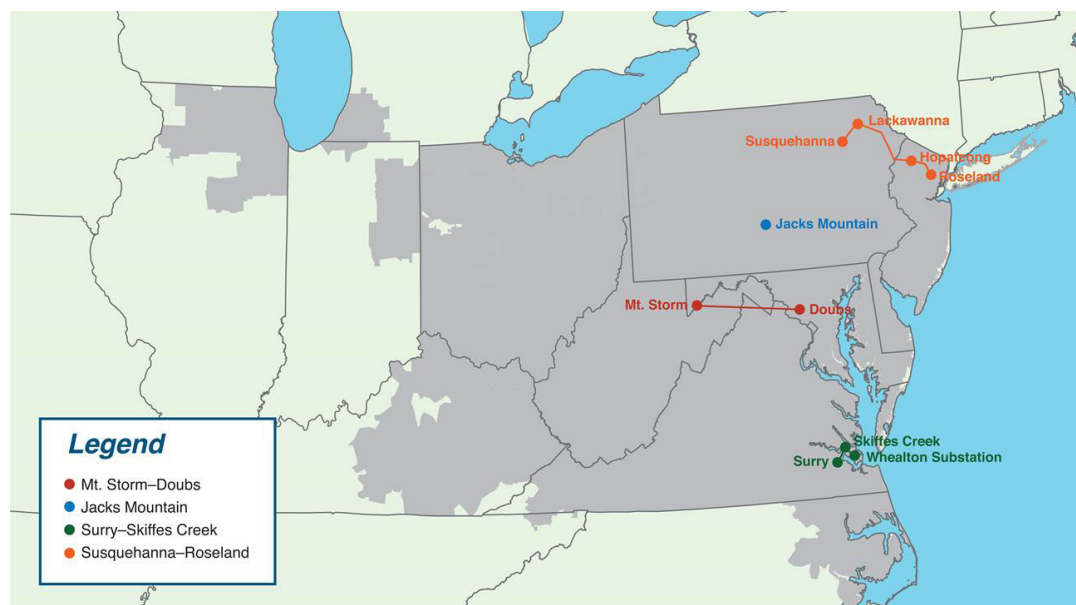 Lackawanna
Susquehanna
Hopatcong
Roseland
Jacks Mountain
Mt. Storm
Doubs
Skiffes Creek
Whealton Substation
Surry
Legend
Mt. Storm–Doubs
Jacks Mountain
Surry–Skiffes Creek
Susquehanna–Roseland